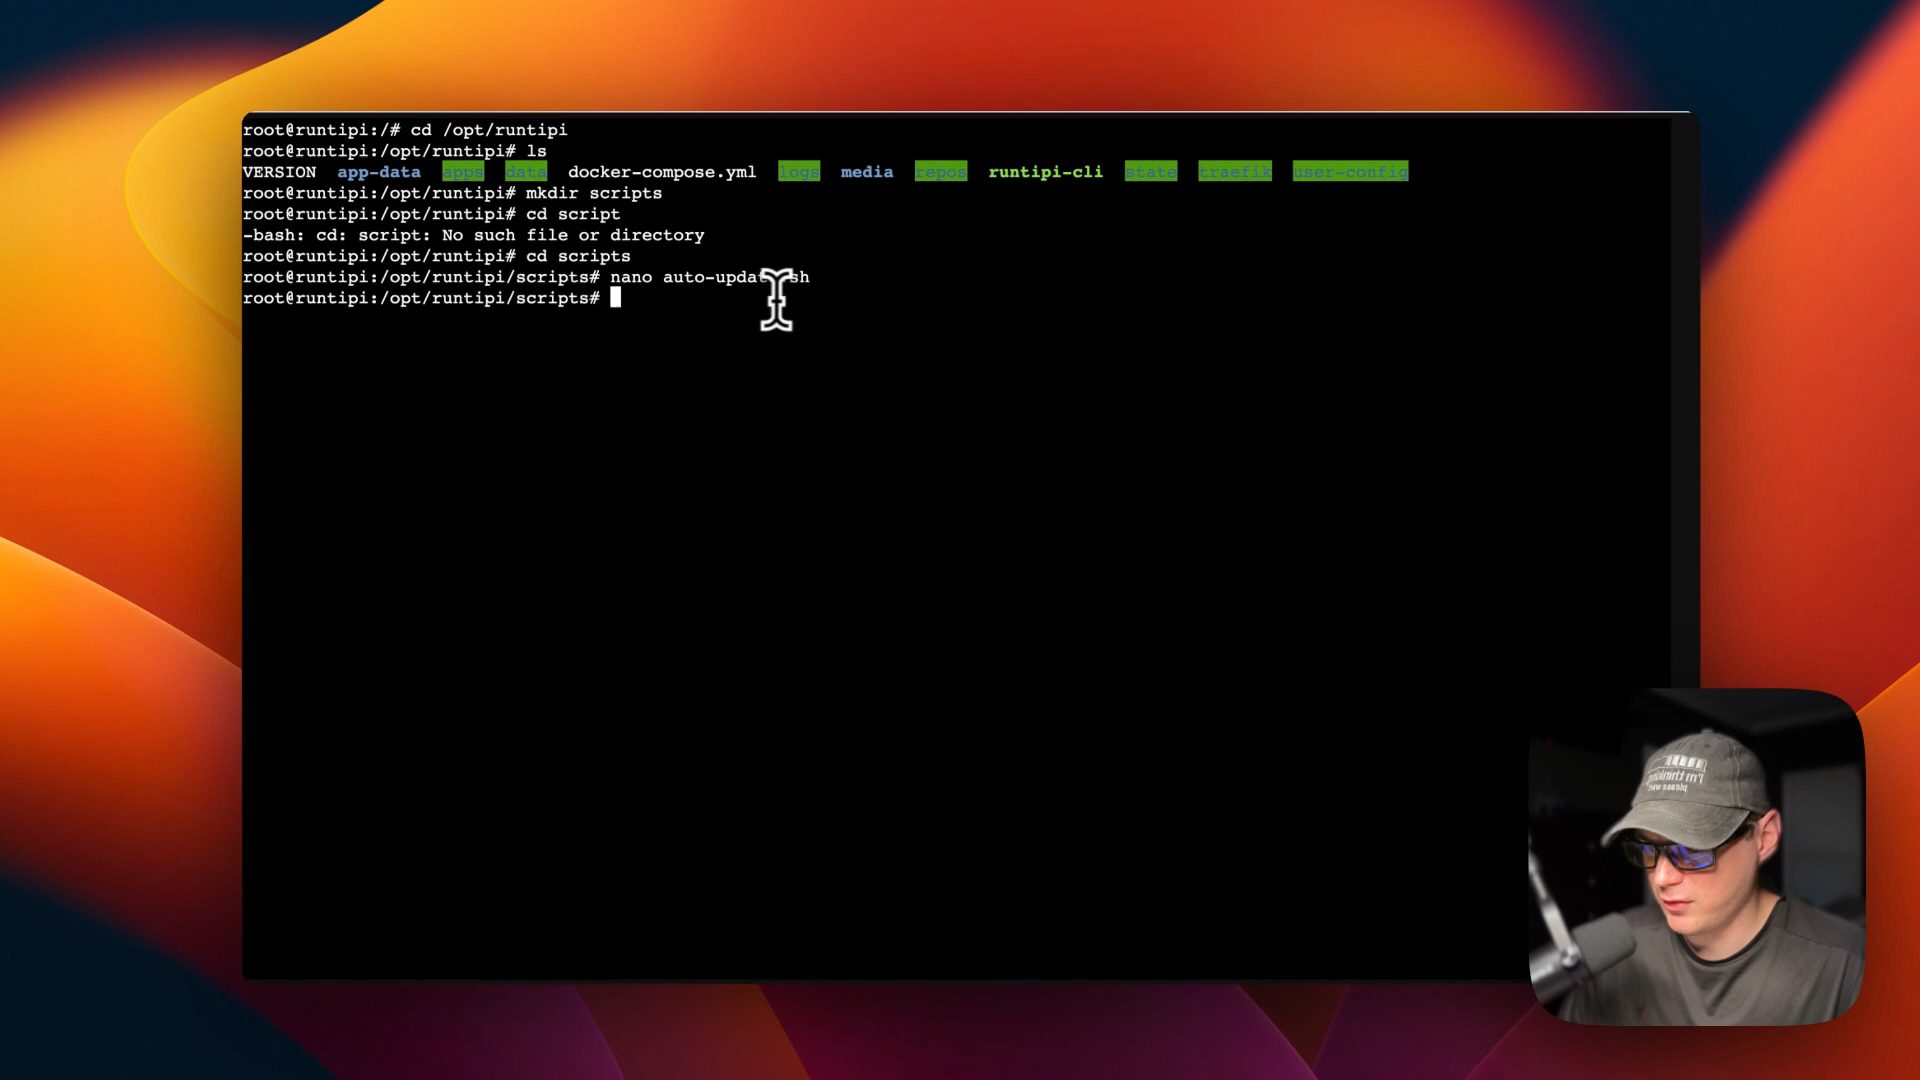 root@runtipi:/# cd /opt/runtipi
root@runtipi:/opt/runtipi# ls
VERSION app-data apps data docker-compose.yml logs media repos runtipi-cli state traefik user-config
root@runtipi:/opt/runtipi# mkdir scripts
root@runtipi:/opt/runtipi# cd script
-bash: cd: script: No such file or directory
root@runtipi:/opt/runtipi# cd scripts
root@runtipi:/opt/runtipi/scripts# nano
root@runtipi:/opt/runtipi/scripts#
I'm thinking
please wait